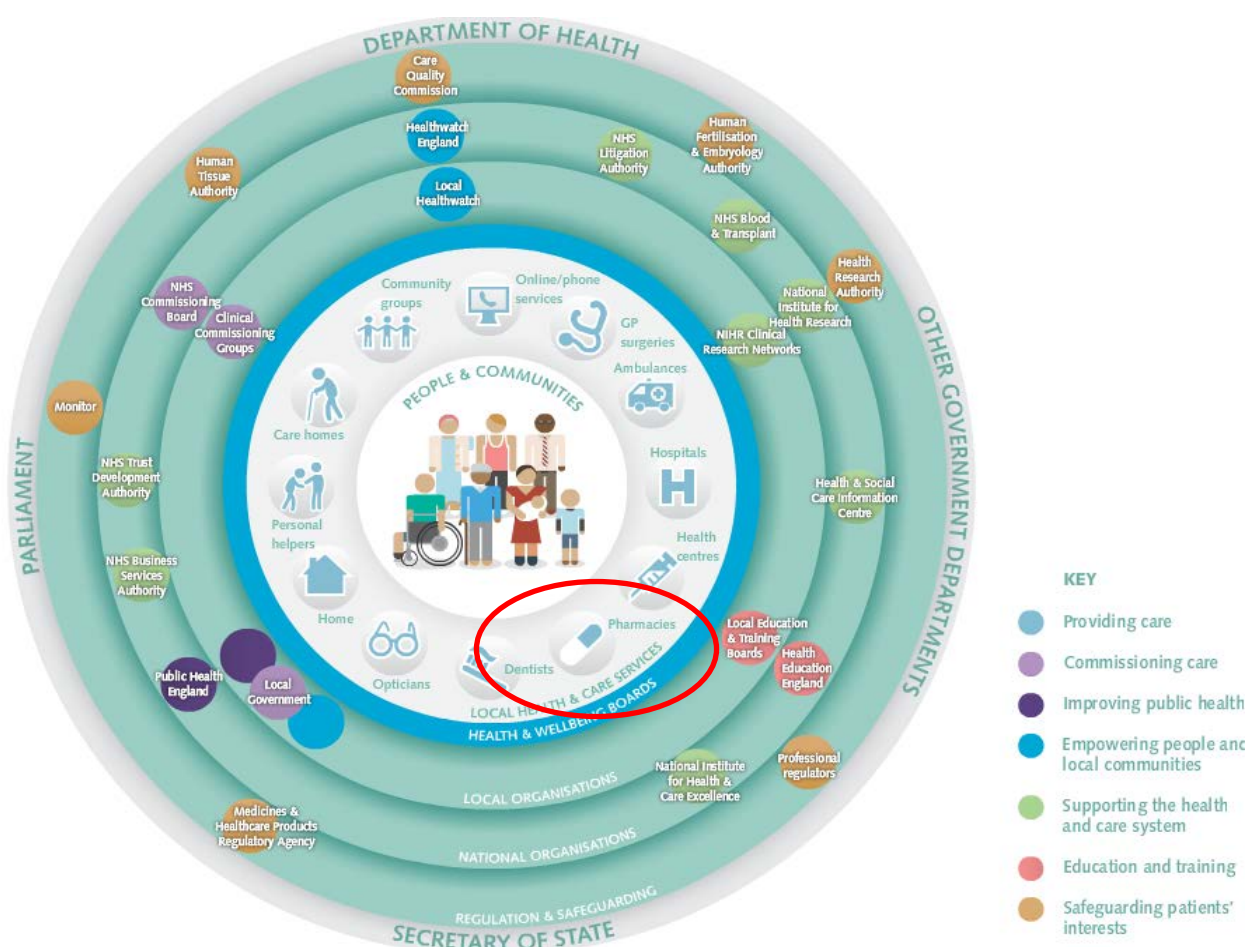 DEPARTMENT OF HEALTH
Care
Quality
Commission
Healthwatch
England
Local
Healthwatch
Human
Tissue
Authority
NHS
Litigation
Authority
Human
Fertilisation
& Embryology
Authority
NHS Blood
& Transplant
Health
Research
Authority
National
Institute for
Health Research
NIHR Clinical
Research Networks
OTHER GOVERNMENT DEPARTMENTS
NHS
Commissioning
Board
Clinical
Commissioning
Groups
Monitor
PARLIAMENT
NHS Trust
Development
Authority
NHS Business
Services
Authority
Community
groups
Online/phone
services
GP
surgeries
Ambulances
Hospitals
Health
centres
Pharmacies
Dentists
Opticians
Home
Personal
helpers
Care homes
PEOPLE & COMMUNITIES
LOCAL HEALTH & CARE SERVICES
HEALTH & WELLBEING BOARDS
Health & Social
Care Information
Centre
Local Education
& Training
Boards
Health
Education
England
Public Health
England
Local
Government
National Institute
for Health &
Care Excellence
Professional
regulators
Medicines &
Healthcare Products
Regulatory Agency
LOCAL ORGANISATIONS
NATIONAL ORGANISATIONS
REGULATION & SAFEGUARDING
SECRETARY OF STATE
KEY
Providing care
Commissioning care
Improving public health
Empowering people and
local communities
Supporting the health
and care system
Education and training
Safeguarding patients'
interests